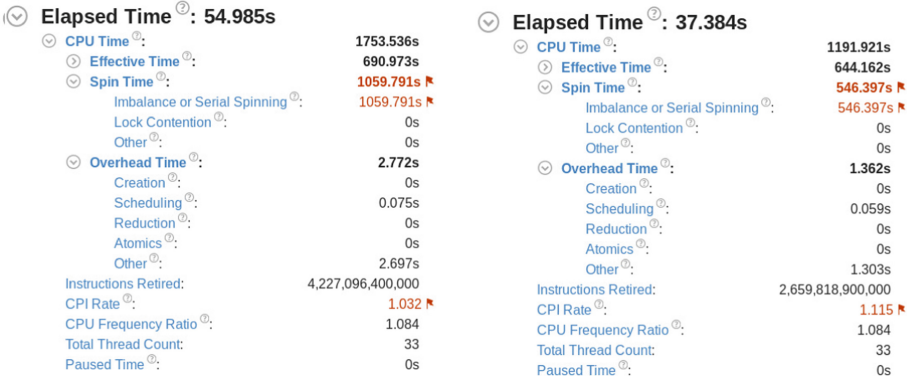 Elapsed Time ?: 54.985s
CPU Time ?: 1753.536s
Effective Time ?: 690.973s
Spin Time ?: 1059.791s
Imbalance or Serial Spinning ?: 1059.791s
Lock Contention ?: 0s
Other ?: 0s
Overhead Time ?: 2.772s
Creation ?: 0s
Scheduling ?: 0.075s
Reduction ?: 0s
Atomics ?: 0s
Other ?: 2.697s
Instructions Retired: 4,227,096,400,000
CPI Rate ?: 1.032
CPU Frequency Ratio ?: 1.084
Total Thread Count: 33
Paused Time ?: 0s
Elapsed Time ?: 37.384s
CPU Time ?: 1191.921s
Effective Time ?: 644.162s
Spin Time ?: 546.397s
Imbalance or Serial Spinning ?: 546.397s
Lock Contention ?: 0s
Other ?: 0s
Overhead Time ?: 1.362s
Creation ?: 0s
Scheduling ?: 0.059s
Reduction ?: 0s
Atomics ?: 0s
Other ?: 1.303s
Instructions Retired: 2,659,818,900,000
CPI Rate ?: 1.115
CPU Frequency Ratio ?: 1.084
Total Thread Count: 33
Paused Time ?: 0s